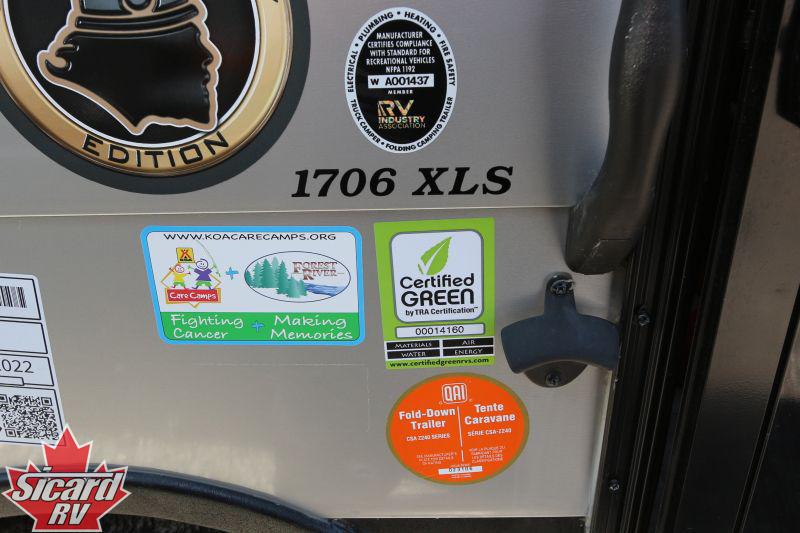 EDITION
ELECTRICAL • PLUMBING • HEATING • FIRE SAFETY
MANUFACTURER
CERTIFIES COMPLIANCE
WITH STANDARD FOR
RECREATIONAL VEHICLES
NFPA 1192
W A001437
MEMBER
RV
INDUSTRY
ASSOCIATION
TRUCK CAMPER • FOLDING CAMPING TRAILER
1706 XLS
WWW.KOACARECAMPS.ORG
KOA
Care Camps
+
FOREST RIVER
Fighting + Making
Cancer Memories
Certified
GREEN
by TRA Certification
00014160
MATERIALS AIR
WATER ENERGY
www.certifiedgreenrvs.com
QAI
Fold-Down Tente
Trailer Caravane
CSA Z240 SERIES SÉRIE CSA-Z240
2022
Sicard
RV